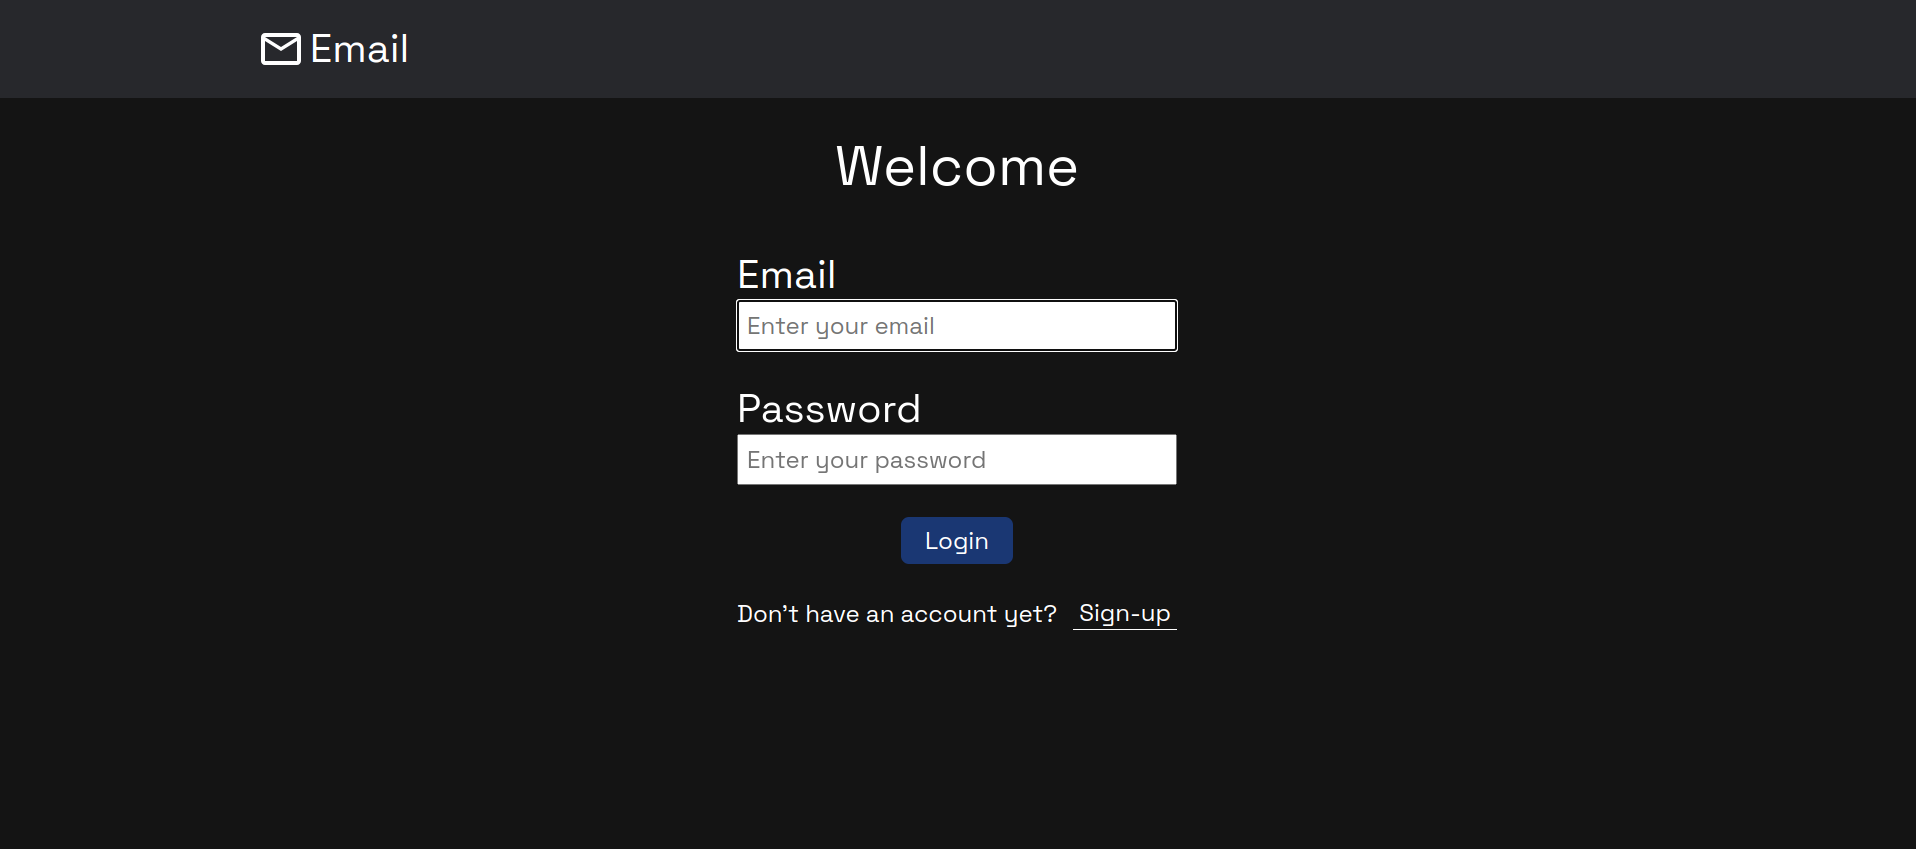 Email
Welcome
Email
Enter your email
Password
Enter your password
Login
Don't have an account yet? Sign-up